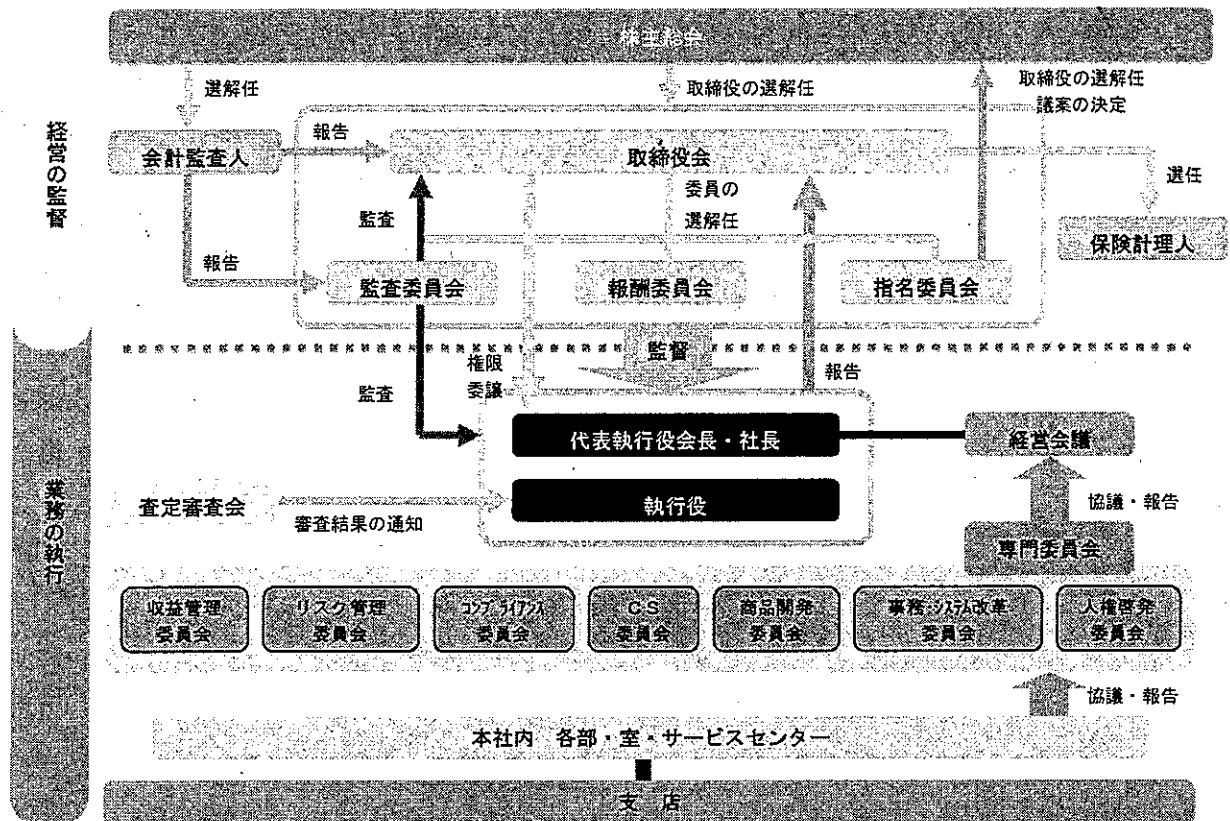 株主総会
選解任
取締役の選解任
取締役の選解任
議案の決定
経営の監督
会計監査人
報告
取締役会
選任
監査
委員の
選解任
保険計理人
報告
監査委員会
報酬委員会
指名委員会
監督
権限
委譲
監査
報告
代表執行役会長・社長
経営会議
業務の執行
査定審査会
審査結果の通知
執行役
協議・報告
専門委員会
収益管理
委員会
リスク管理
委員会
コンプライアンス
委員会
CS
委員会
商品開発
委員会
事務・システム改革
委員会
人権啓発
委員会
協議・報告
本社内 各部・室・サービスセンター
支 店